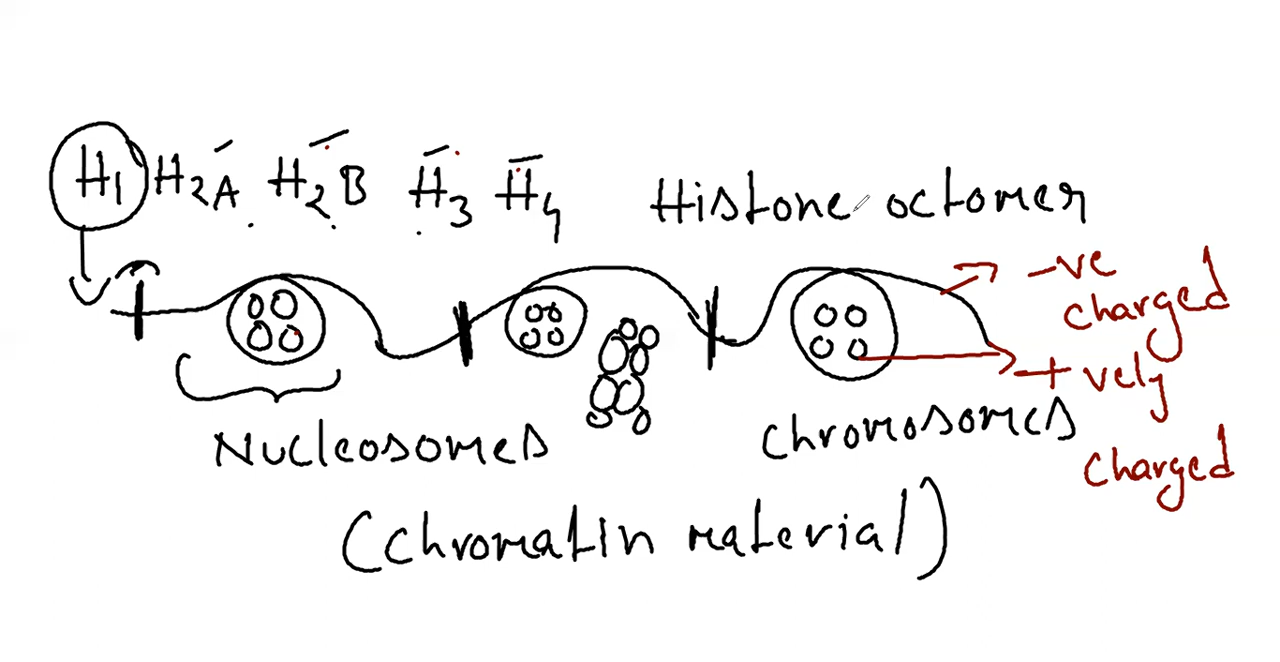 H1 H2A H2B H3 H4 Histone octomer
-ve
charged
+vely
charged
Nucleosomes
chromosomes
(chromatin material)